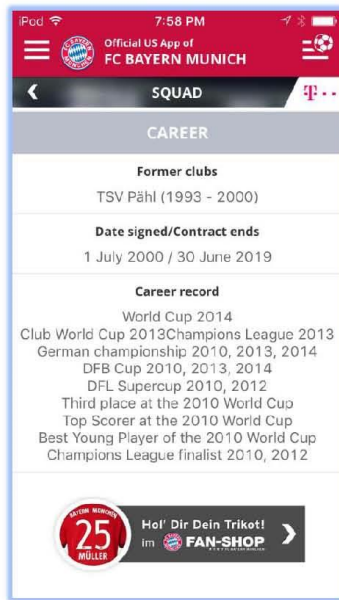 iPod 7:58 PM
Official US App of
FC BAYERN MUNICH
SQUAD
T
CAREER
Former clubs
TSV Pähl (1993 - 2000)
Date signed/Contract ends
1 July 2000 / 30 June 2019
Career record
World Cup 2014
Club World Cup 2013Champions League 2013
German championship 2010, 2013, 2014
DFB Cup 2010, 2013, 2014
DFL Supercup 2010, 2012
Third place at the 2010 World Cup
Top Scorer at the 2010 World Cup
Best Young Player of the 2010 World Cup
Champions League finalist 2010, 2012
BAYERN MÜNCHEN
25
MÜLLER
Hol' Dir Dein Trikot!
im FAN-SHOP